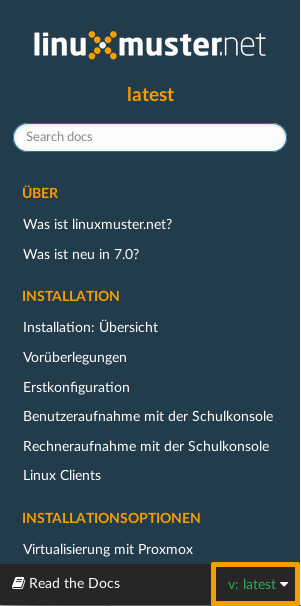 linuxmuster.net
latest
Search docs
ÜBER
Was ist linuxmuster.net?
Was ist neu in 7.0?
INSTALLATION
Installation: Übersicht
Vorüberlegungen
Erstkonfiguration
Benutzeraufnahme mit der Schulkonsole
Rechneraufnahme mit der Schulkonsole
Linux Clients
INSTALLATIONSOPTIONEN
Virtualisierung mit Proxmox
Read the Docs v: latest